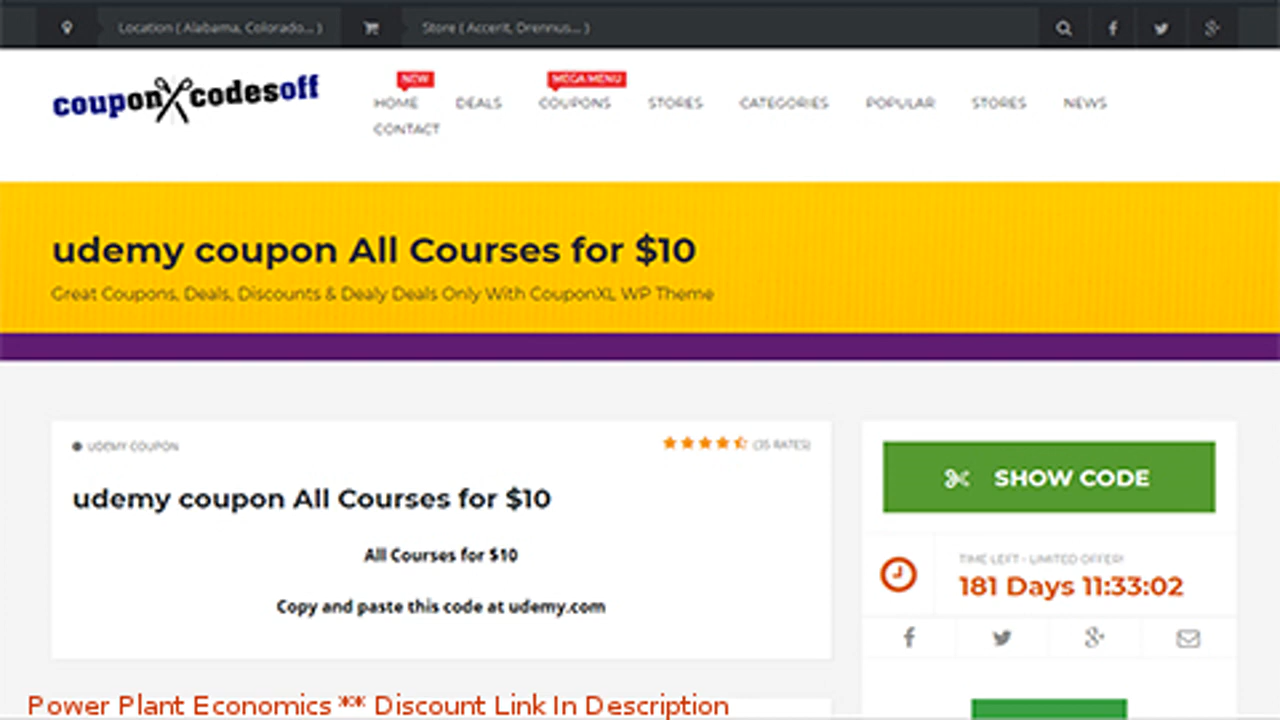 Location ( Alabama, Colorado... )
Store ( Accerit, Drennus... )
coupon codesoff
NEW
MEGA MENU
HOME DEALS COUPONS STORES CATEGORIES POPULAR STORES NEWS
CONTACT
udemy coupon All Courses for $10
Great Coupons, Deals, Discounts & Dealy Deals Only With CouponXL WP Theme
UDEMY COUPON
(35 RATES)
udemy coupon All Courses for $10
All Courses for $10
Copy and paste this code at udemy.com
SHOW CODE
TIME LEFT - LIMITED OFFER!
181 Days 11:33:02
Power Plant Economics ** Discount Link In Description